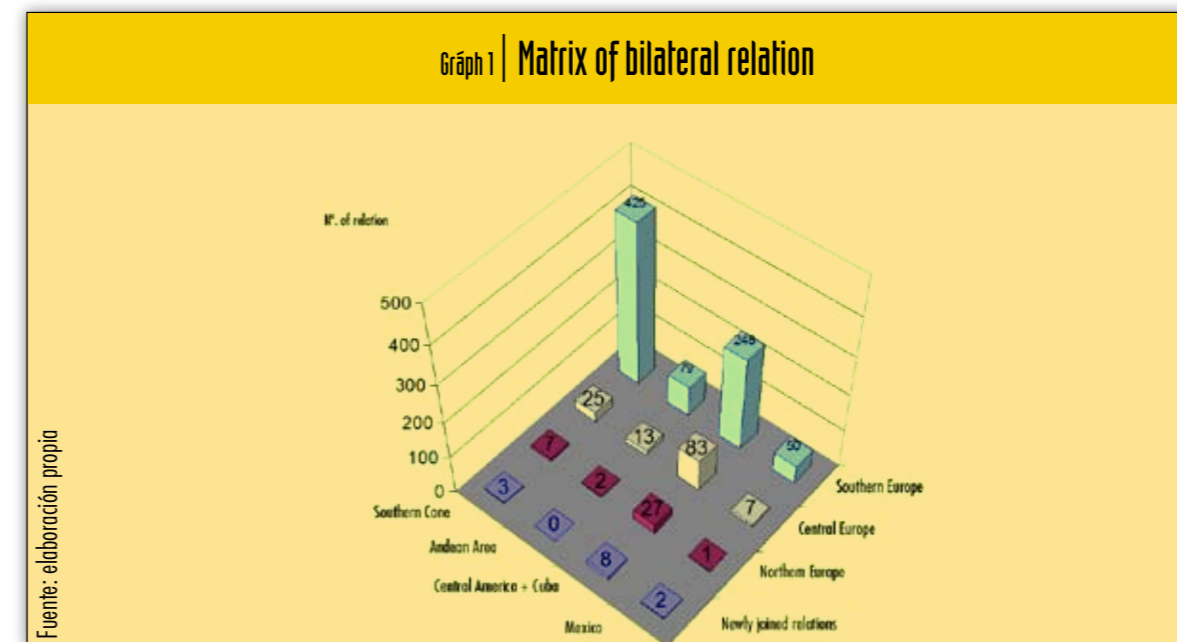 Gráph 1 | Matrix of bilateral relation
Nº. of relation
500
400
300
200
100
0
425
248
50
25
13
83
7
7
2
27
1
3
0
8
2
Southern Cone
Andean Area
Central America + Cuba
Mexico
Southern Europe
Central Europe
Northern Europe
Newly joined relations
Fuente: elaboración propia